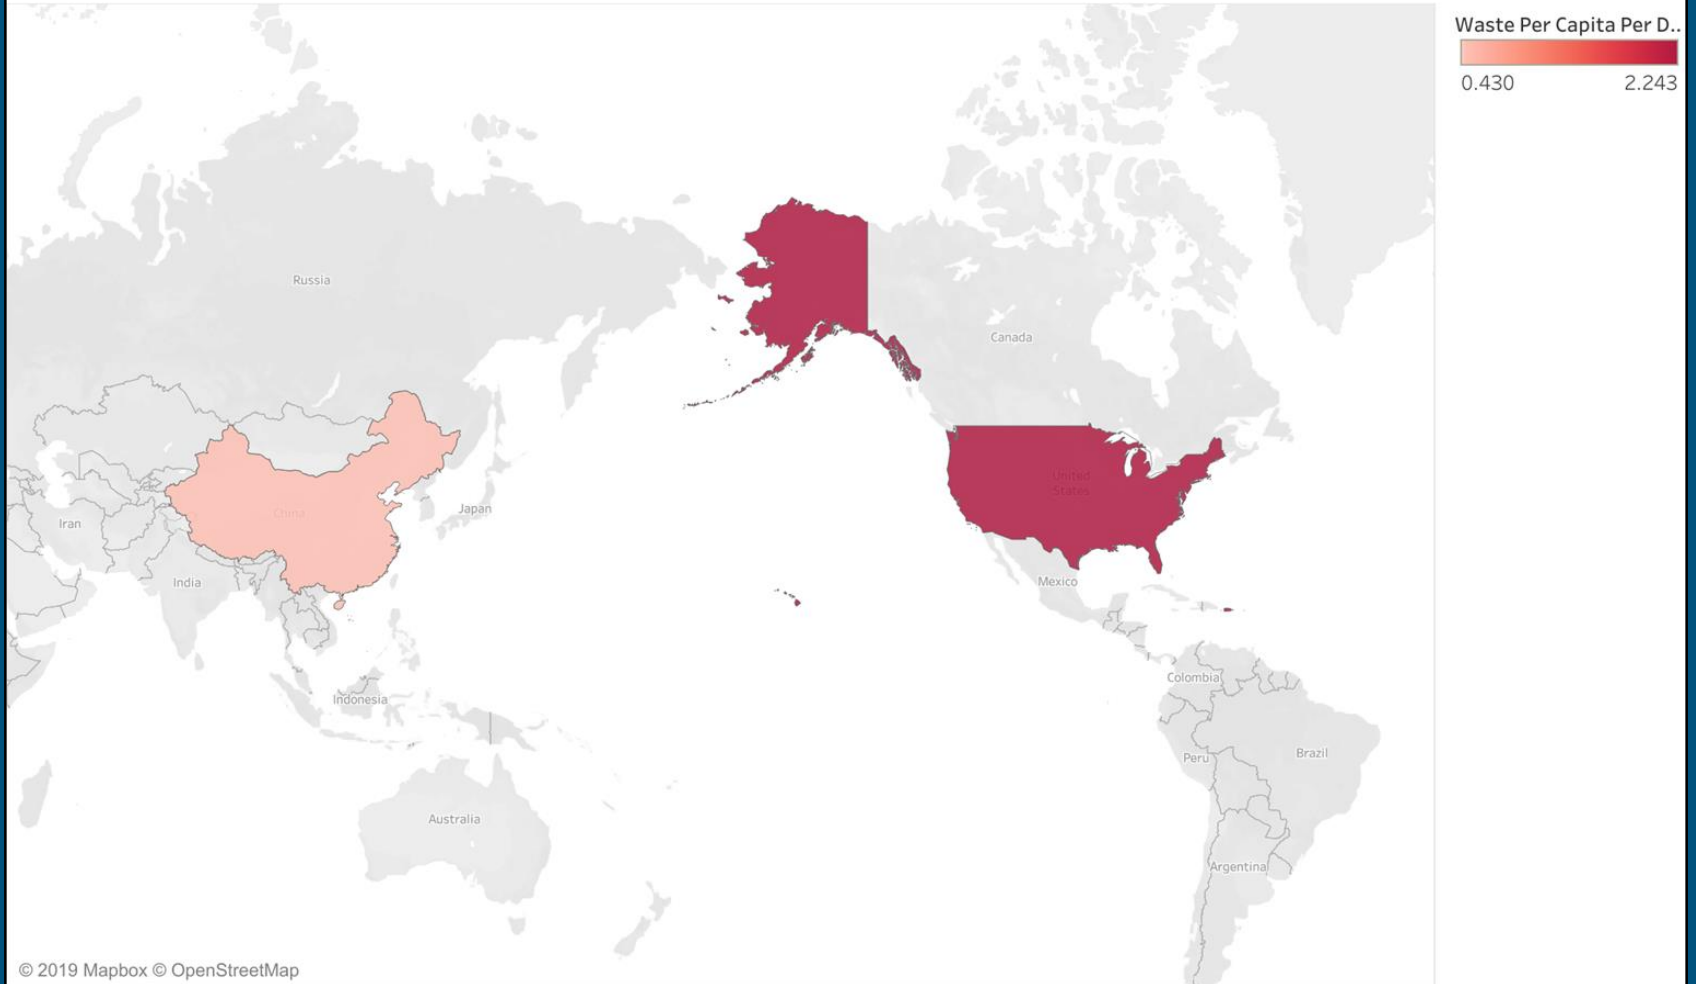 Waste Per Capita Per D..
0.430 2.243
Russia
Canada
United
States
China
Japan
Iran
India
Mexico
Colombia
Indonesia
Brazil
Peru
Australia
Argentina
© 2019 Mapbox © OpenStreetMap